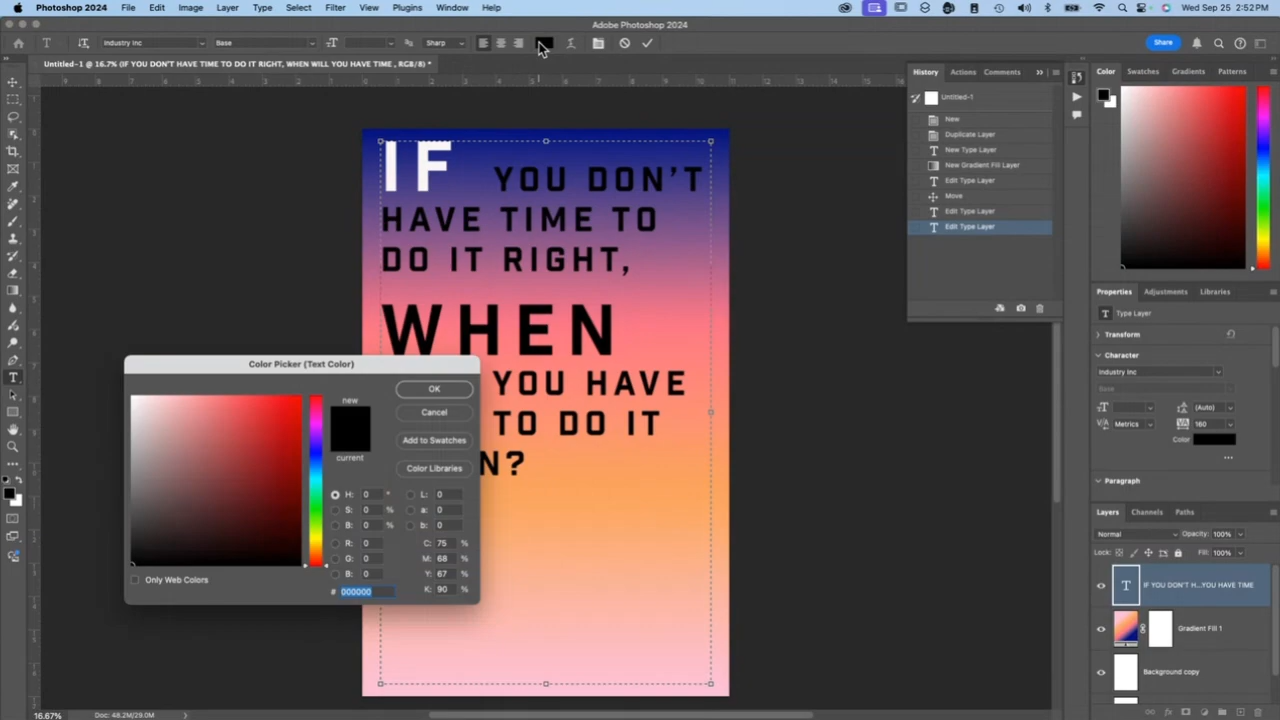 Photoshop 2024 File Edit Image Layer Type Select Filter View Plugins Window Help Wed Sep 25 2:52 PM
Adobe Photoshop 2024
Industry Inc Base Sharp Share
Untitled-1 @ 16.7% (IF YOU DON'T HAVE TIME TO DO IT RIGHT, WHEN WILL YOU HAVE TIME , RGB/8) *
History Actions Comments
Untitled-1
New
Duplicate Layer
New Type Layer
New Gradient Fill Layer
Edit Type Layer
Move
Edit Type Layer
Edit Type Layer
IF YOU DON'T
HAVE TIME TO
DO IT RIGHT,
WHEN
YOU HAVE
TO DO IT
N?
Color Picker (Text Color)
new
current
OK
Cancel
Add to Swatches
Color Libraries
H: 0 ° L: 0
S: 0 % a: 0
B: 0 % b: 0
R: 0 C: 75 %
G: 0 M: 68 %
B: 0 Y: 67 %
# 000000 K: 90 %
Only Web Colors
Color Swatches Gradients Patterns
Properties Adjustments Libraries
Type Layer
Transform
Character
Industry Inc
Base
(Auto)
Metrics 160
Color
Paragraph
Layers Channels Paths
Normal Opacity: 100%
Lock: Fill: 100%
IF YOU DON'T H...YOU HAVE TIME
Gradient Fill 1
Background copy
16.67% Doc: 48.2M/29.0M